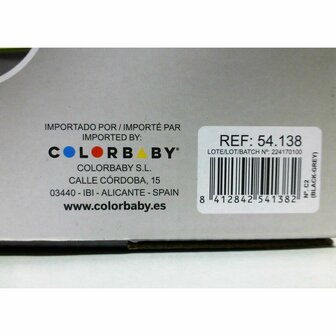 IMPORTADO POR / IMPORTÉ PAR
IMPORTED BY:
COLORBABY®
COLORBABY S.L.
CALLE CÓRDOBA, 15
03440 - IBI - ALICANTE - SPAIN
www.colorbaby.es
REF: 54.138
LOTE/LOT/BATCH Nº: 224170100
8 412842 541382
Nº. C2
(BLACK-GREY)